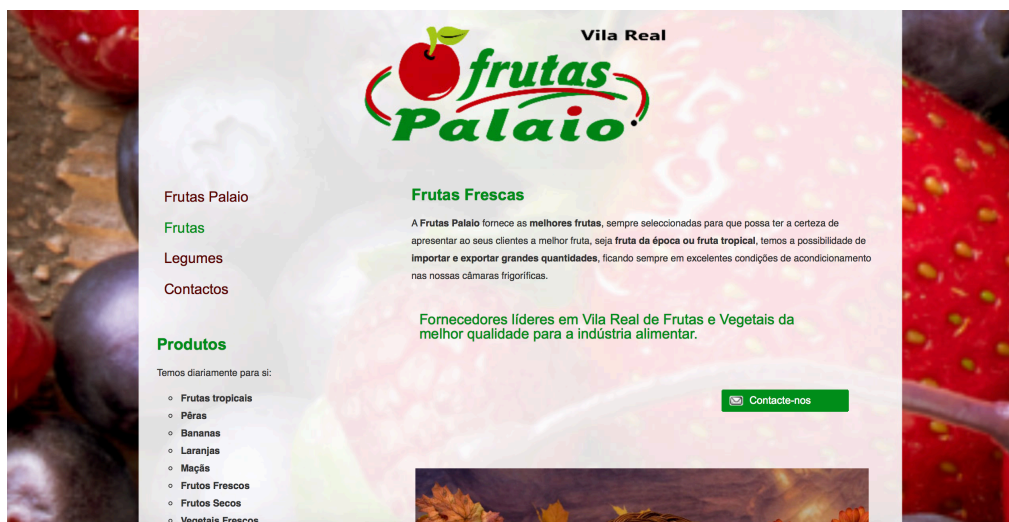 Vila Real
frutas
Palaio
Frutas Palaio
Frutas
Legumes
Contactos
Produtos
Temos diariamente para si:
Frutas tropicais
Pêras
Bananas
Laranjas
Maçãs
Frutos Frescos
Frutos Secos
Vegetais Frescos
Frutas Frescas
A Frutas Palaio fornece as melhores frutas, sempre seleccionadas para que possa ter a certeza de
apresentar ao seus clientes a melhor fruta, seja fruta da época ou fruta tropical, temos a possibilidade de
importar e exportar grandes quantidades, ficando sempre em excelentes condições de acondicionamento
nas nossas câmaras frigoríficas.
Fornecedores líderes em Vila Real de Frutas e Vegetais da
melhor qualidade para a indústria alimentar.
Contacte-nos